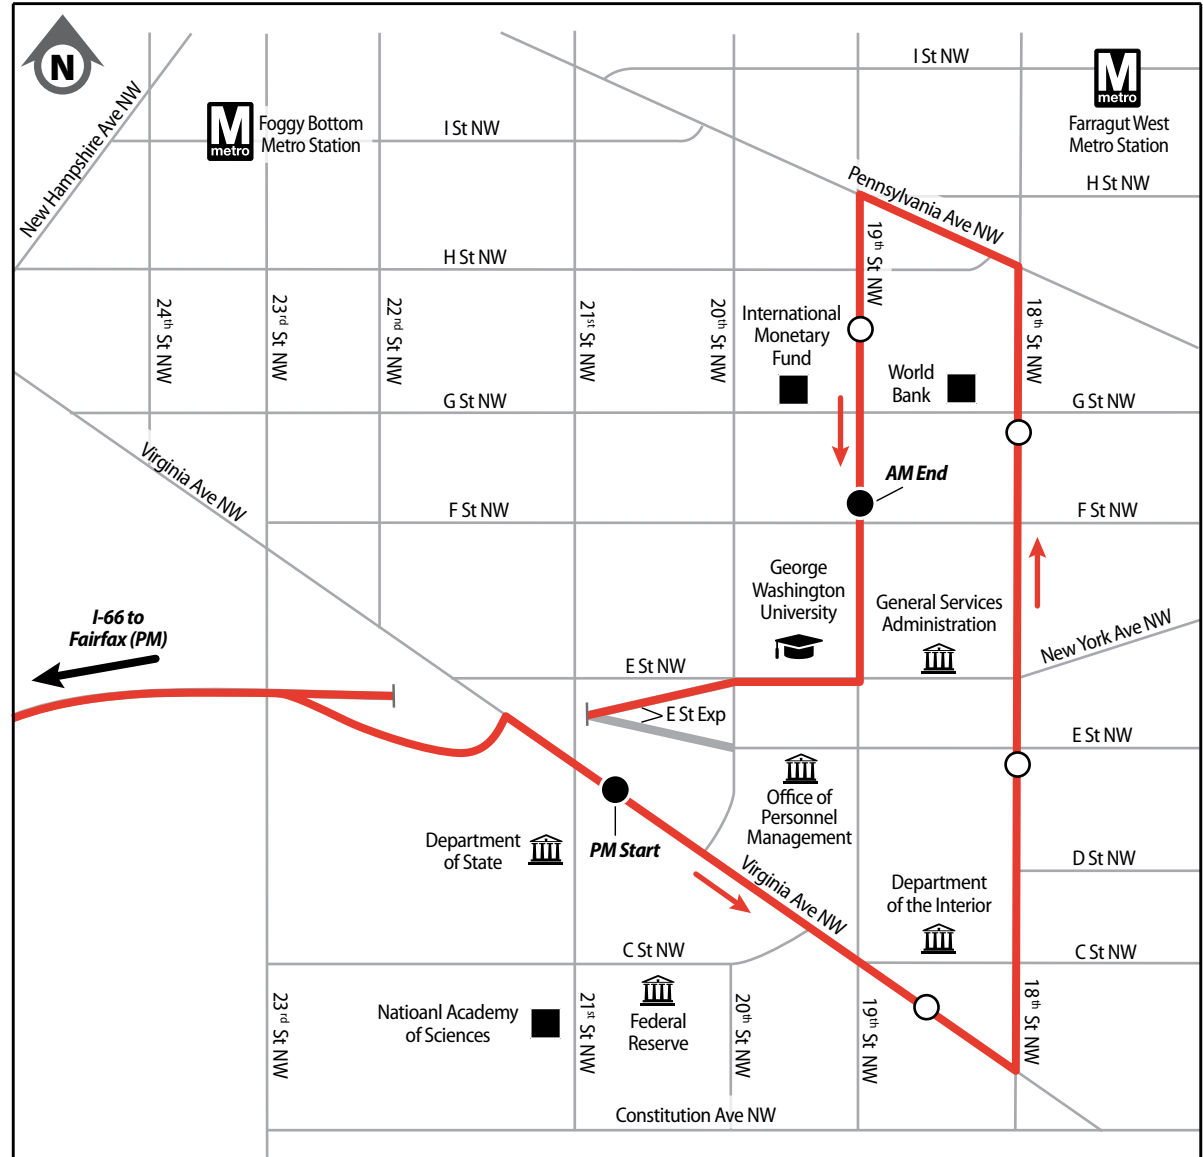 N
New Hampshire Ave NW
M
metro
Foggy Bottom
Metro Station
I St NW
I St NW
M
metro
Farragut West
Metro Station
H St NW
Pennsylvania Ave NW
H St NW
19th St NW
24th St NW
23rd St NW
22nd St NW
21st St NW
20th St NW
18th St NW
International
Monetary
Fund
World
Bank
G St NW
G St NW
Virginia Ave NW
AM End
F St NW
F St NW
George
Washington
University
General Services
Administration
New York Ave NW
I-66 to
Fairfax (PM)
E St NW
E St Exp
E St NW
Office of
Personnel
Management
PM Start
Department
of State
Virginia Ave NW
D St NW
Department
of the Interior
C St NW
C St NW
23rd St NW
Natioanl Academy
of Sciences
21st St NW
Federal
Reserve
20th St NW
19th St NW
18th St NW
Constitution Ave NW